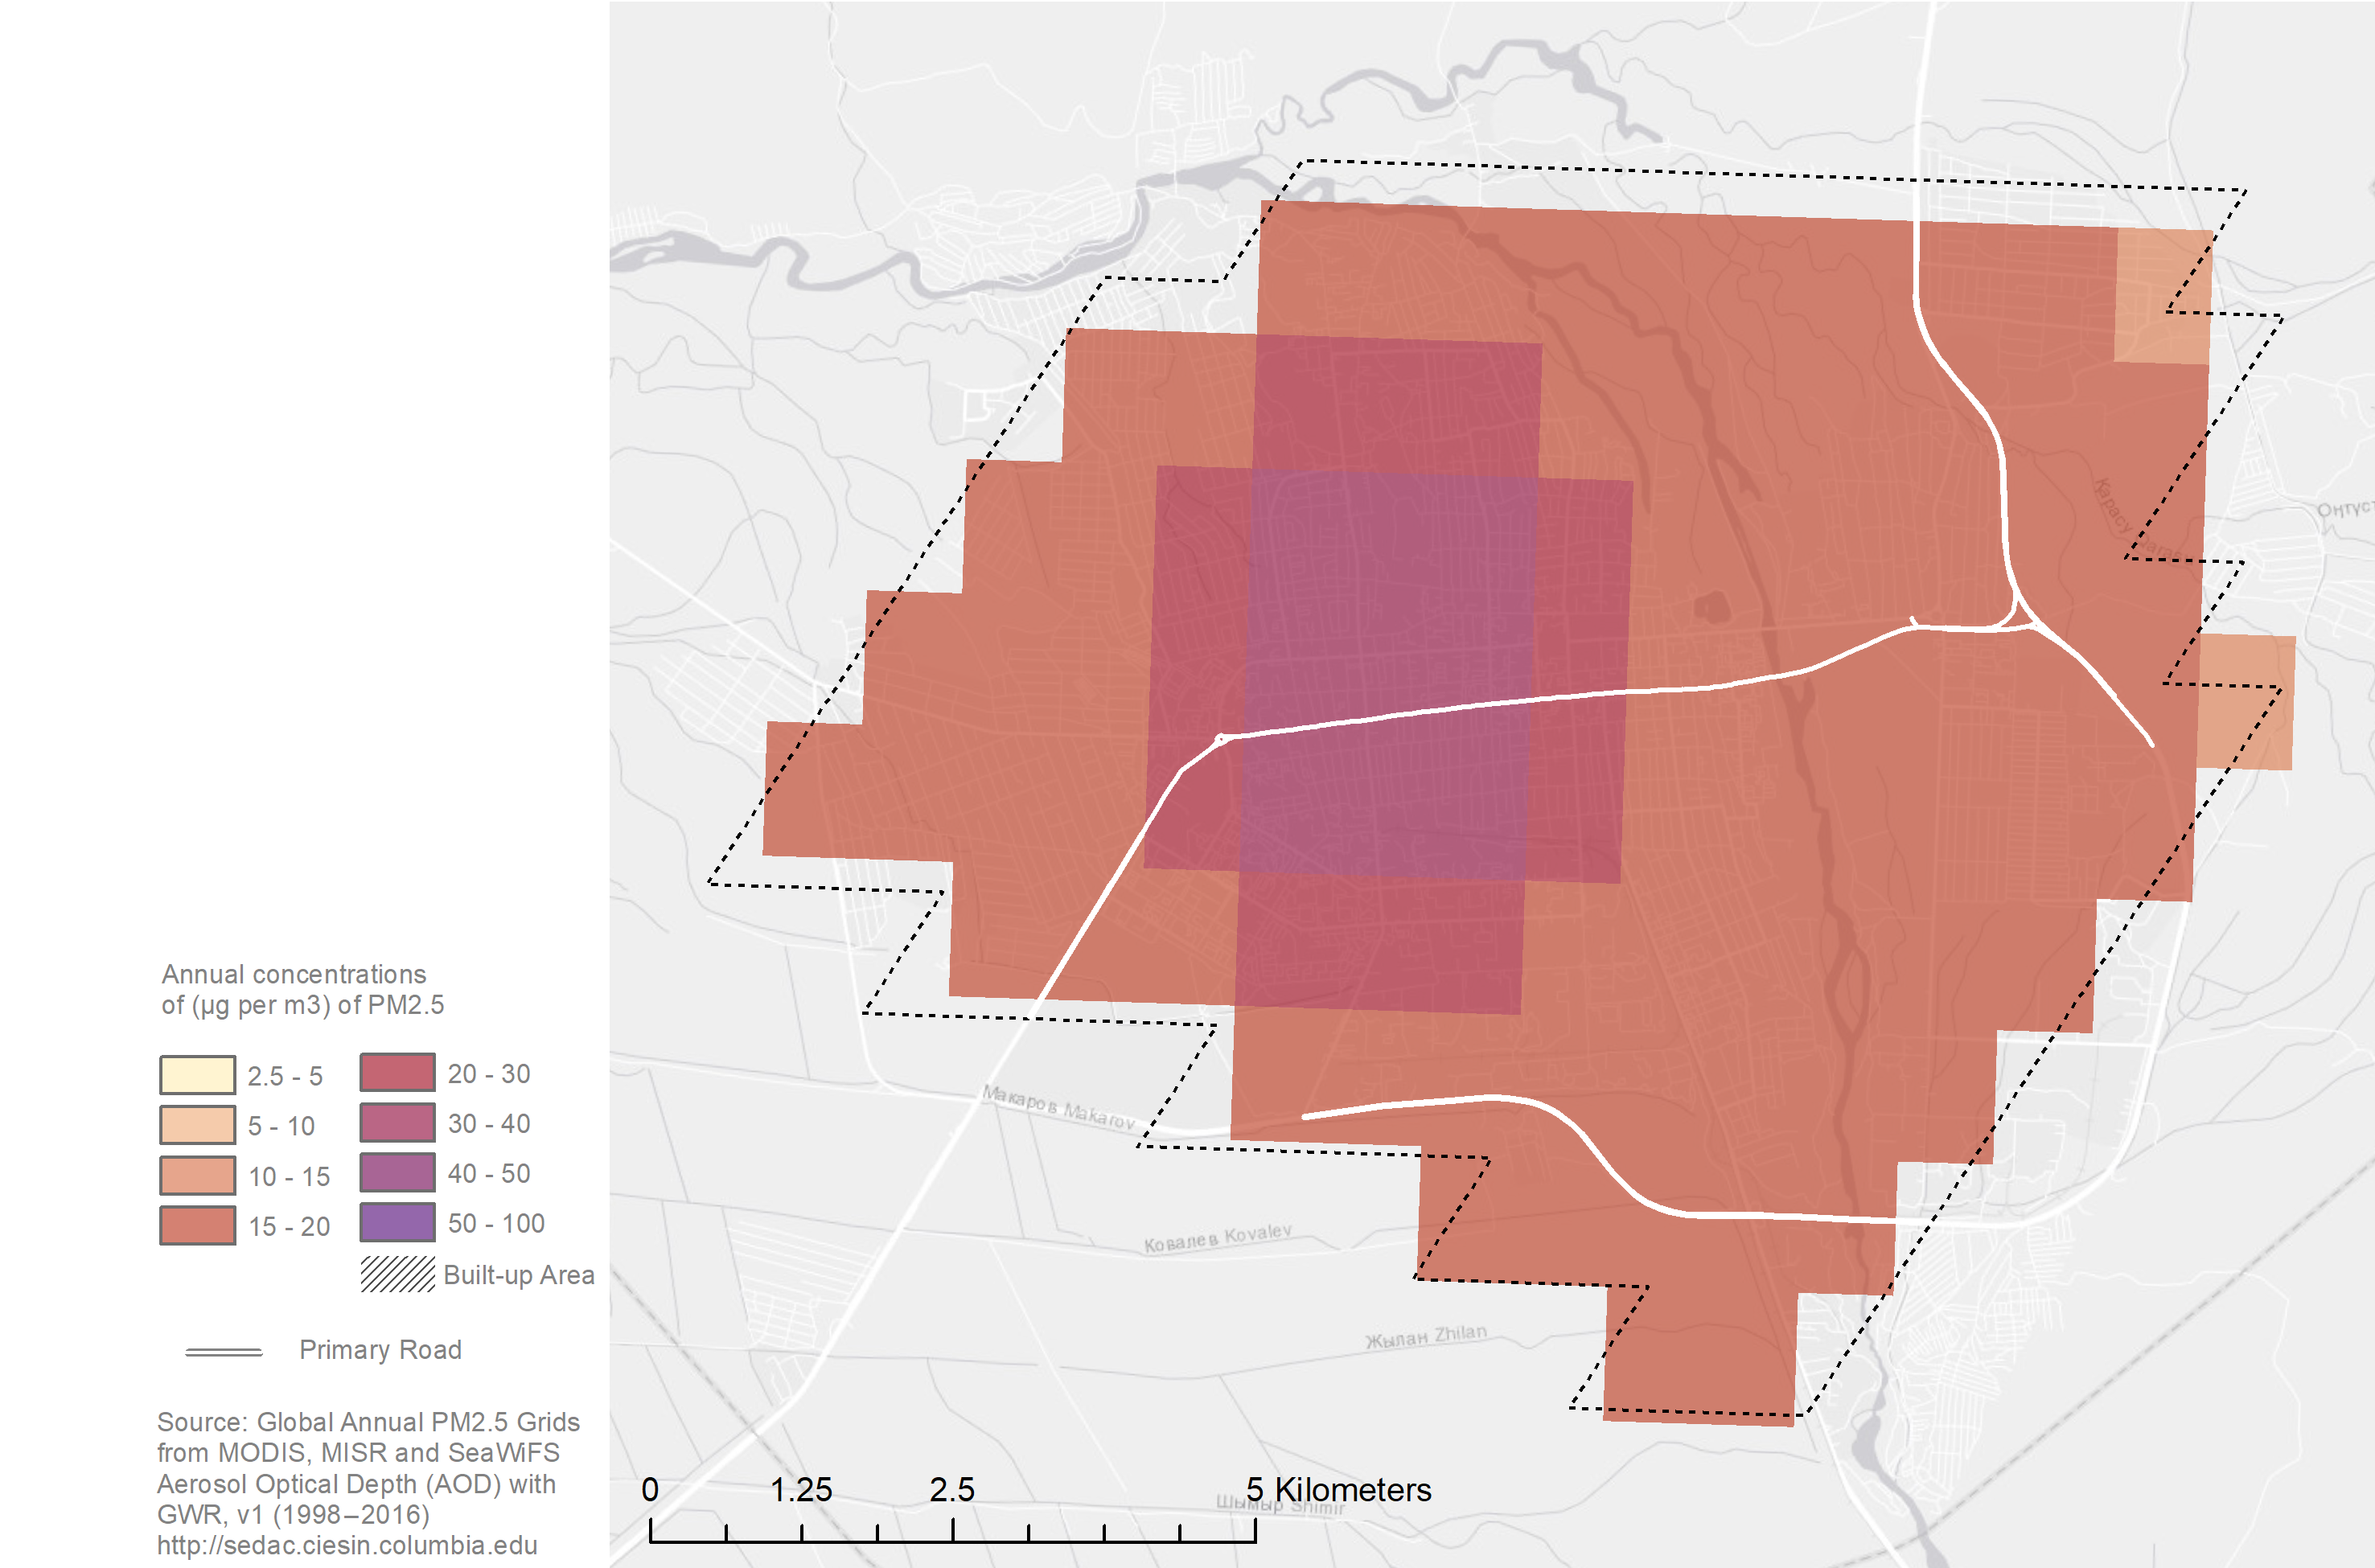 Annual concentrations
of (µg per m3) of PM2.5
2.5 - 5
5 - 10
10 - 15
15 - 20
20 - 30
30 - 40
40 - 50
50 - 100
Built-up Area
Primary Road
Source: Global Annual PM2.5 Grids
from MODIS, MISR and SeaWiFS
Aerosol Optical Depth (AOD) with
GWR, v1 (1998–2016)
http://sedac.ciesin.columbia.edu
Макаров Makarov
Ковалев Kovalev
Жылан Zhilan
Шымыр Shimir
Қарасу
0 1.25 2.5 5 Kilometers